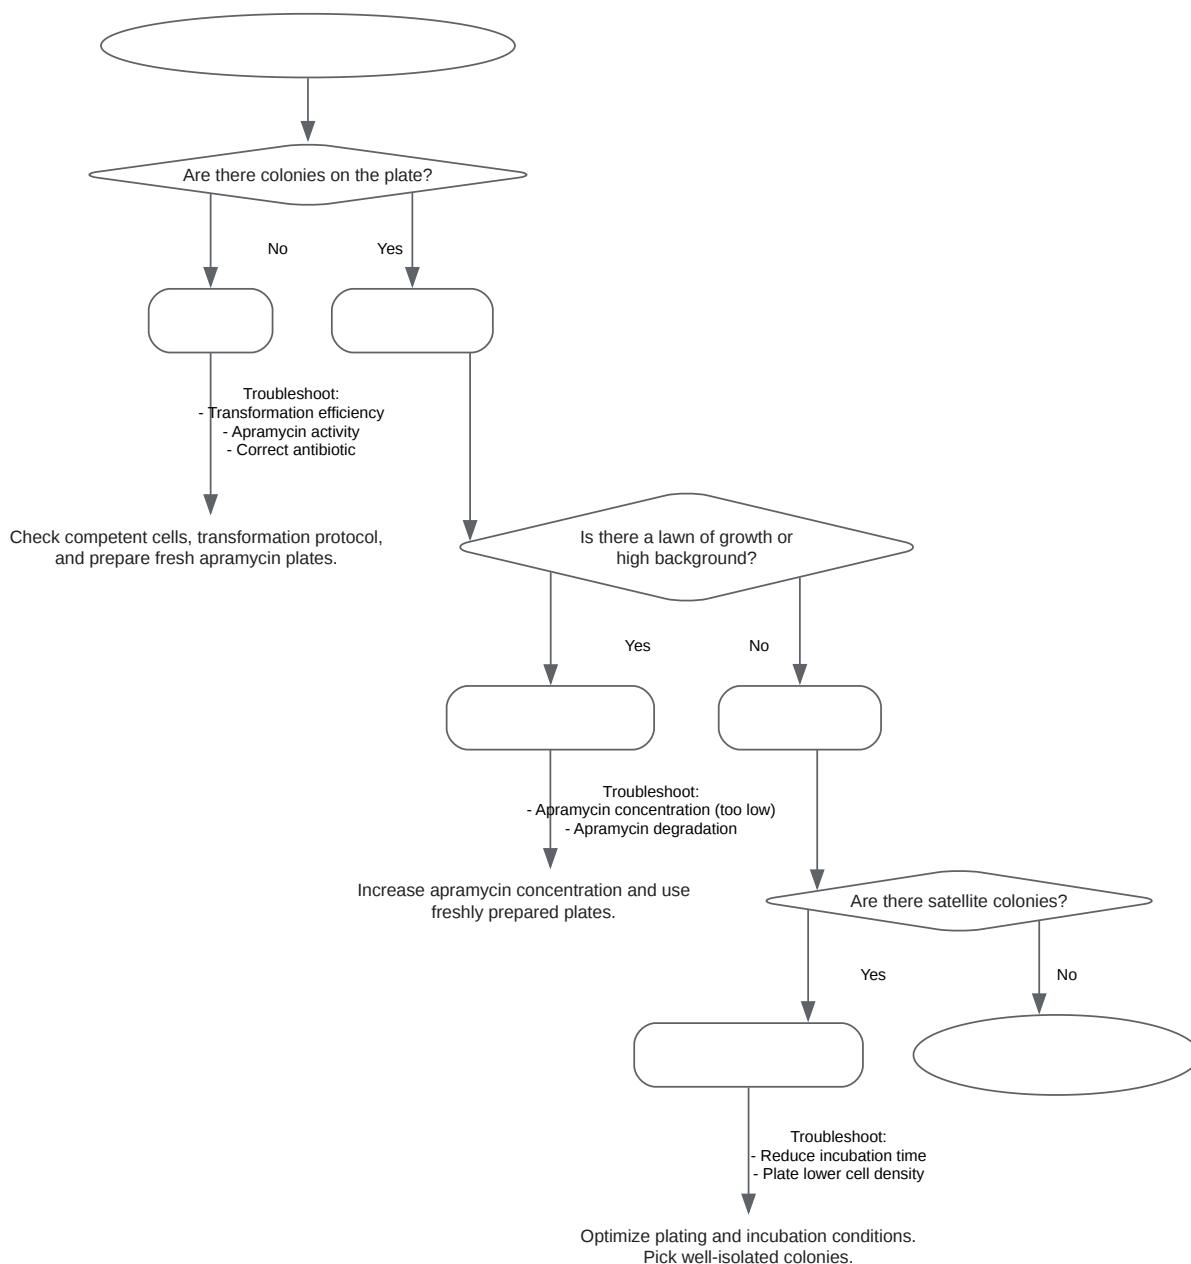 Are there colonies on the plate?
No
Yes
Troubleshoot:
- Transformation efficiency
- Apramycin activity
- Correct antibiotic
Check competent cells, transformation protocol,
and prepare fresh apramycin plates.
Is there a lawn of growth or
high background?
Yes
No
Troubleshoot:
- Apramycin concentration (too low)
- Apramycin degradation
Increase apramycin concentration and use
freshly prepared plates.
Are there satellite colonies?
Yes
No
Troubleshoot:
- Reduce incubation time
- Plate lower cell density
Optimize plating and incubation conditions.
Pick well-isolated colonies.